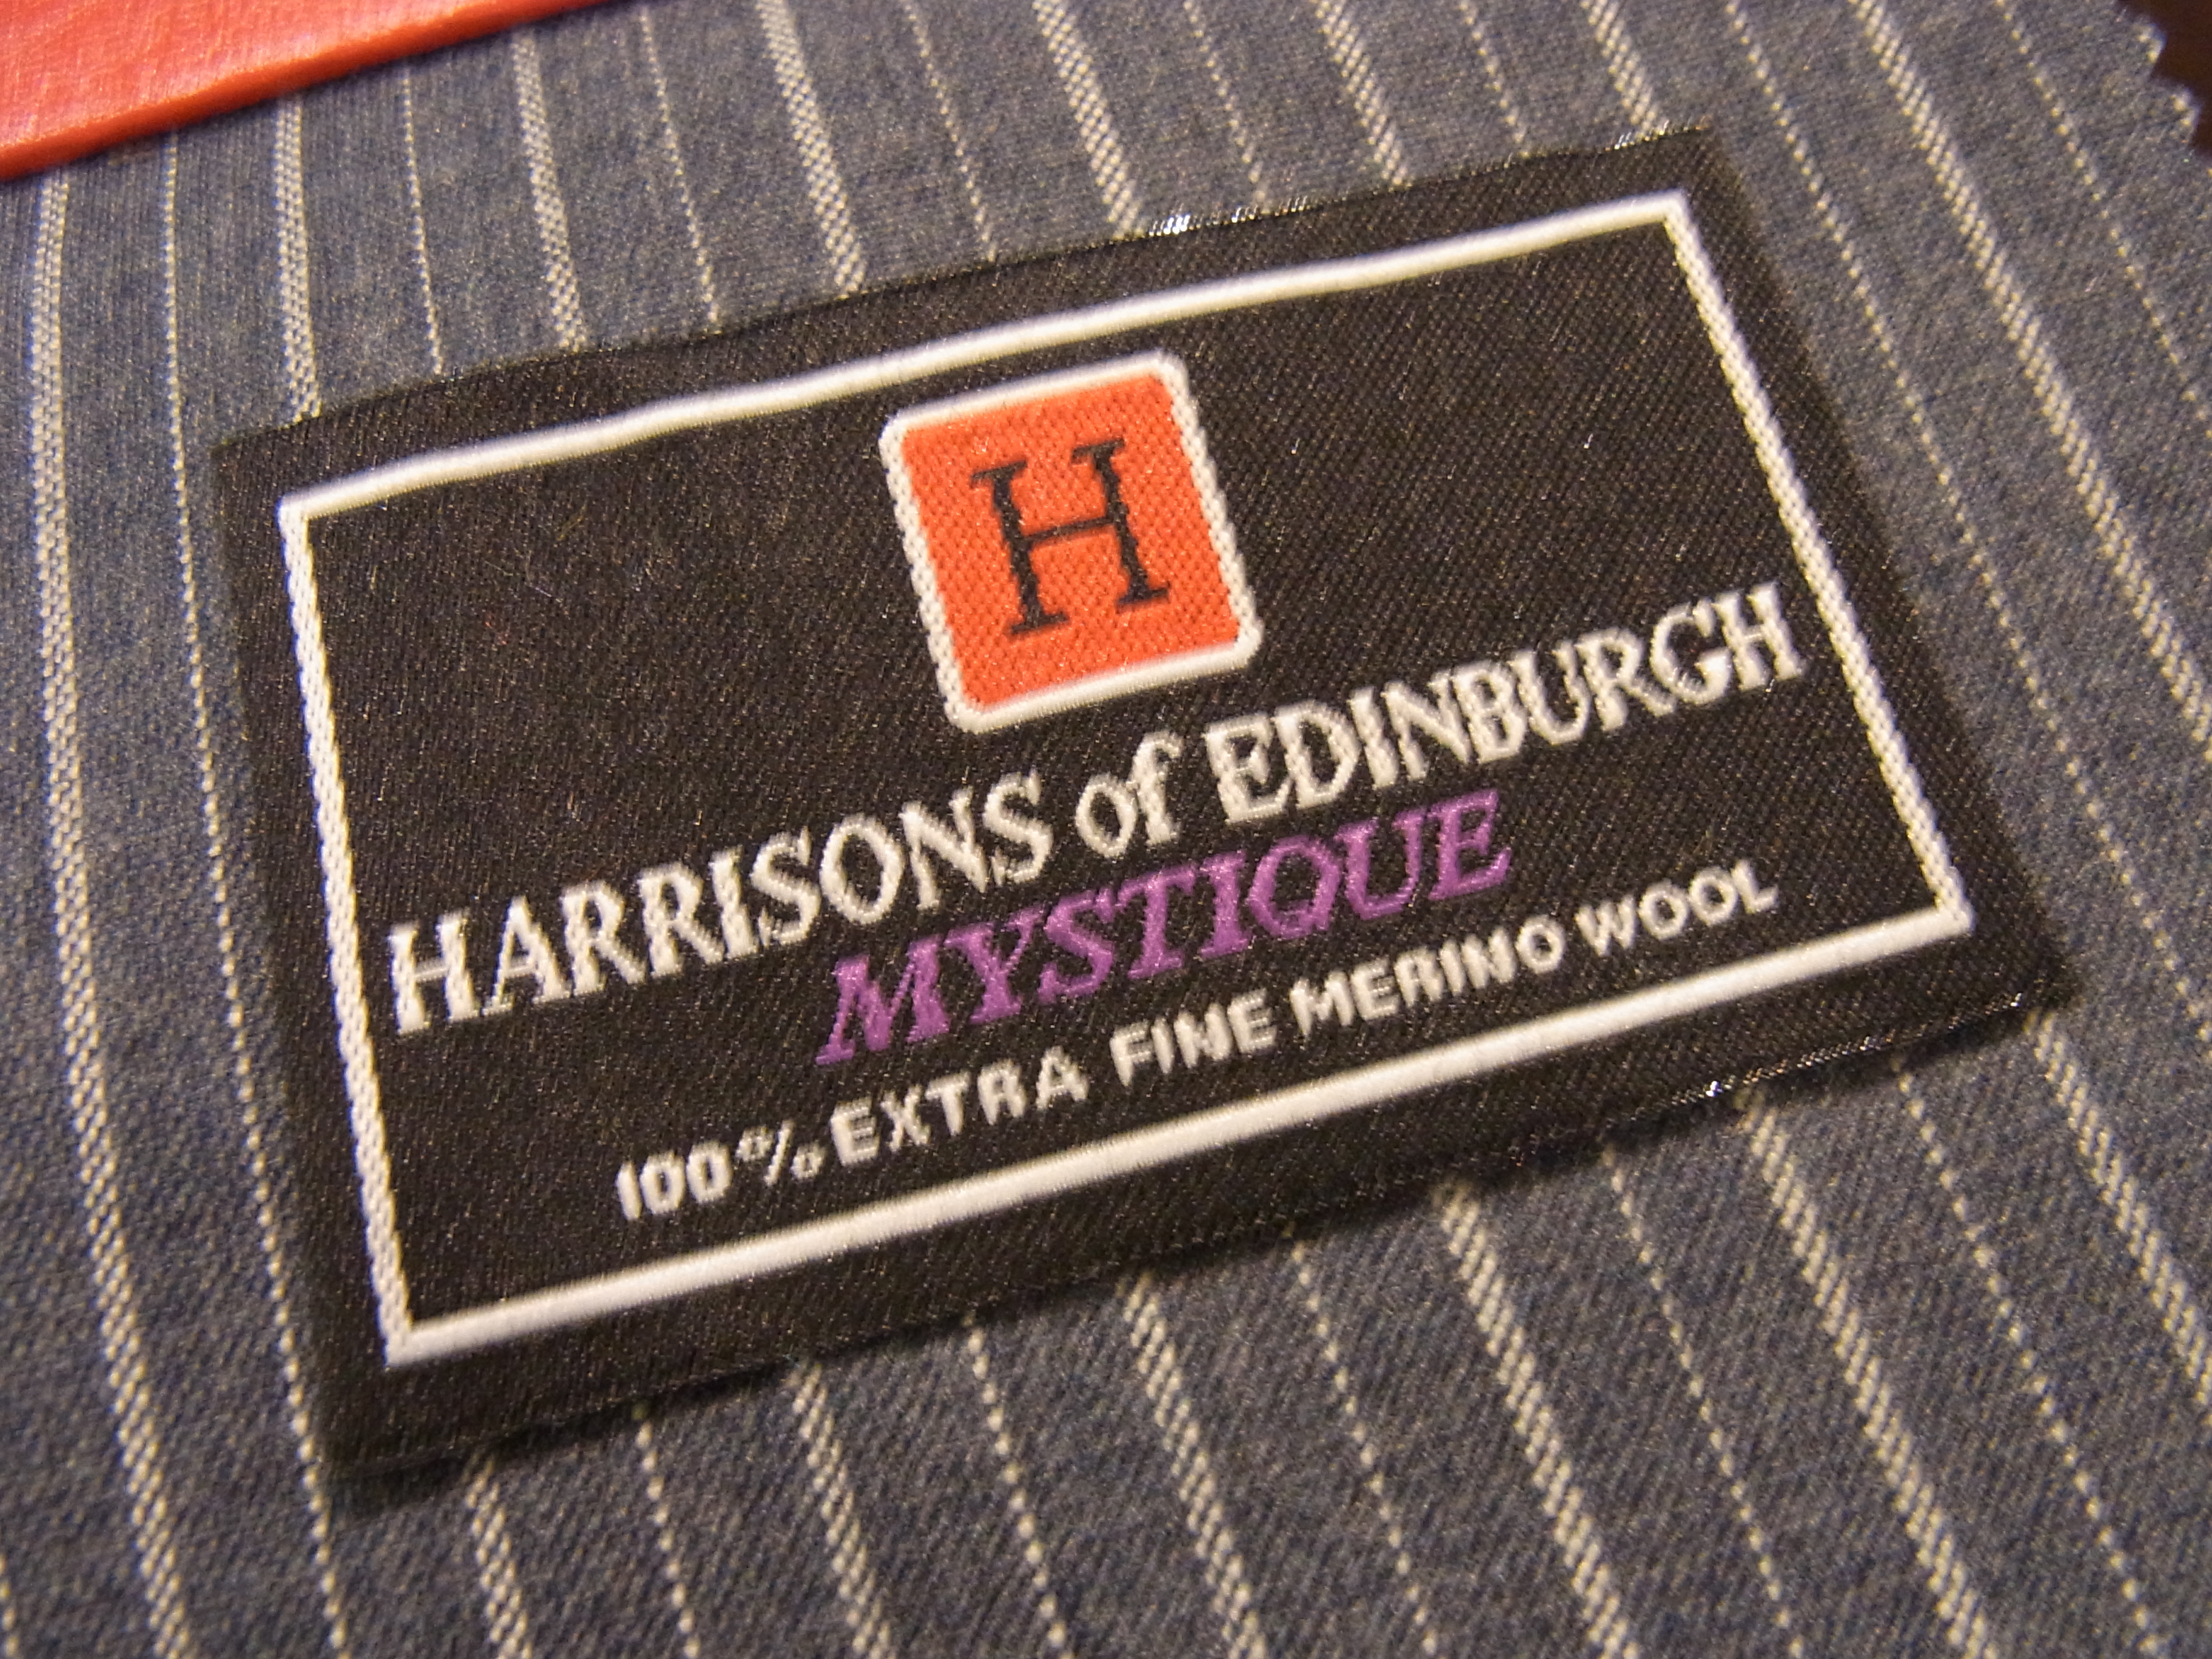 H
HARRISONS of EDINBURGH
MYSTIQUE
100% EXTRA FINE MERINO WOOL